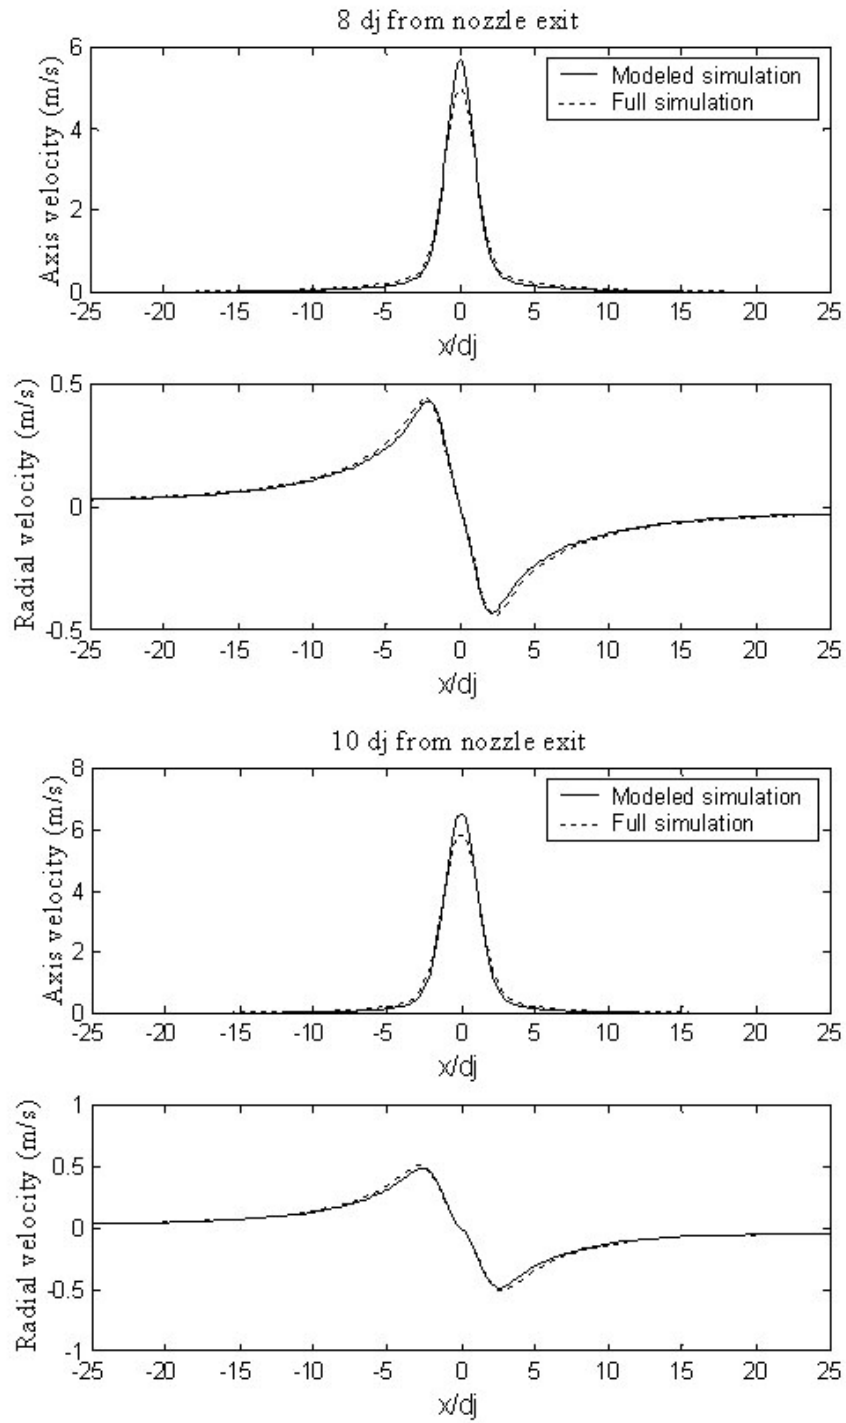 8 dj from nozzle exit
Axis velocity (m/s)
6
4
2
0
Modeled simulation
Full simulation
-25 -20 -15 -10 -5 0 5 10 15 20 25
x/dj
Radial velocity (m/s)
0.5
0
-0.5
-25 -20 -15 -10 -5 0 5 10 15 20 25
x/dj
10 dj from nozzle exit
Axis velocity (m/s)
8
6
4
2
0
Modeled simulation
Full simulation
-25 -20 -15 -10 -5 0 5 10 15 20 25
x/dj
Radial velocity (m/s)
1
0.5
0
-0.5
-1
-25 -20 -15 -10 -5 0 5 10 15 20 25
x/dj